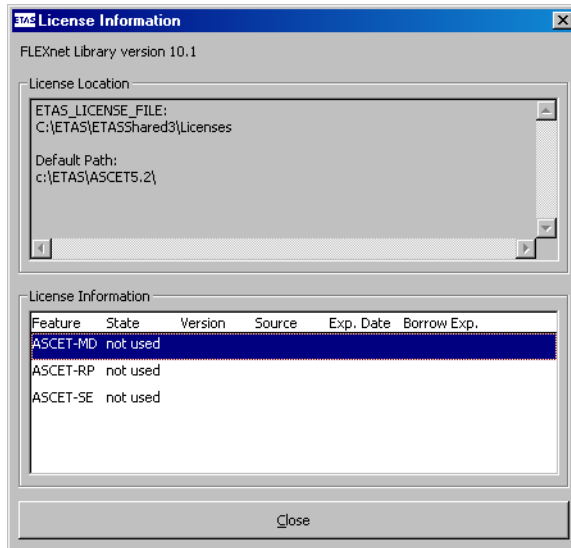 ETAS License Information
FLEXnet Library version 10.1
License Location
ETAS_LICENSE_FILE:
C:\ETAS\ETASShared3\Licenses
Default Path:
c:\ETAS\ASCET5.2\
License Information
Feature State Version Source Exp. Date Borrow Exp.
ASCET-MD not used
ASCET-RP not used
ASCET-SE not used
Close